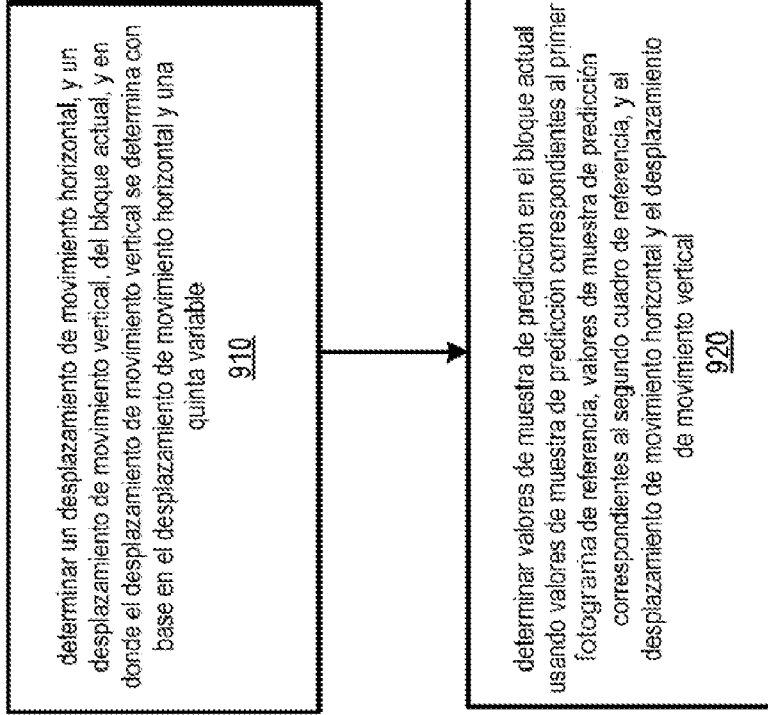 determinar un desplazamiento de movimiento horizontal, y un
desplazamiento de movimiento vertical, del bloque actual, y en
donde el desplazamiento de movimiento vertical se determina con
base en el desplazamiento de movimiento horizontal y una
quinta variable
910
determinar valores de muestra de predicción en el bloque actual
usando valores de muestra de predicción correspondientes al primer
fotograma de referencia, valores de muestra de predicción
correspondientes al segundo cuadro de referencia, y el
desplazamiento de movimiento horizontal y el desplazamiento
de movimiento vertical
920